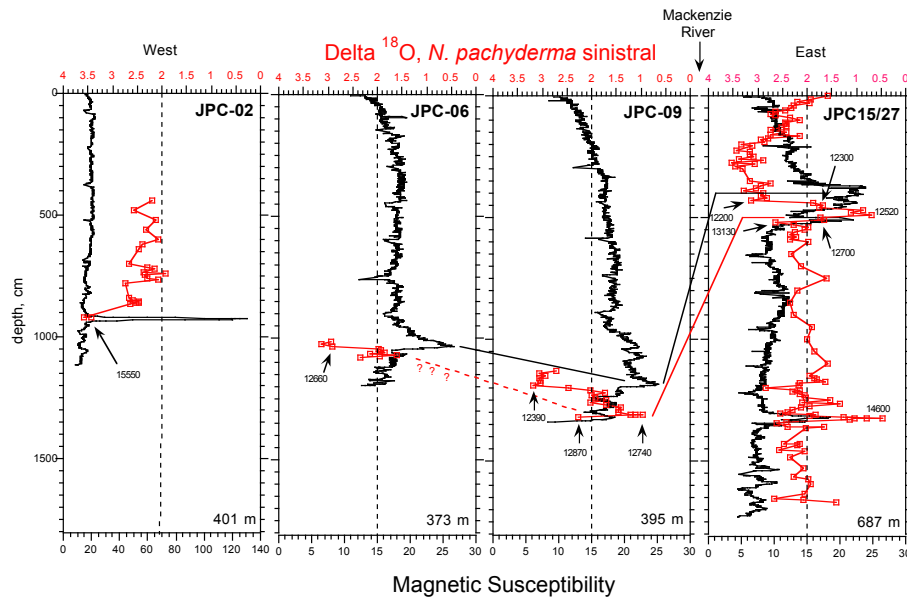 Mackenzie
River
West
Delta 18O, N. pachyderma sinistral
East
4 3.5 3 2.5 2 1.5 1 0.5 0
4 3.5 3 2.5 2 1.5 1 0.5 0
4 3.5 3 2.5 2 1.5 1 0.5 0
4 3.5 3 2.5 2 1.5 1 0.5 0
JPC-02
JPC-06
JPC-09
JPC15/27
0
500
1000
1500
depth, cm
15550
12660
? ? ?
12390
12870
12740
12300
12200
13130
12520
12700
14600
401 m
373 m
395 m
687 m
0 20 40 60 80 100 120 140
0 5 10 15 20 25 30
0 5 10 15 20 25 30
0 5 10 15 20 25 30
Magnetic Susceptibility